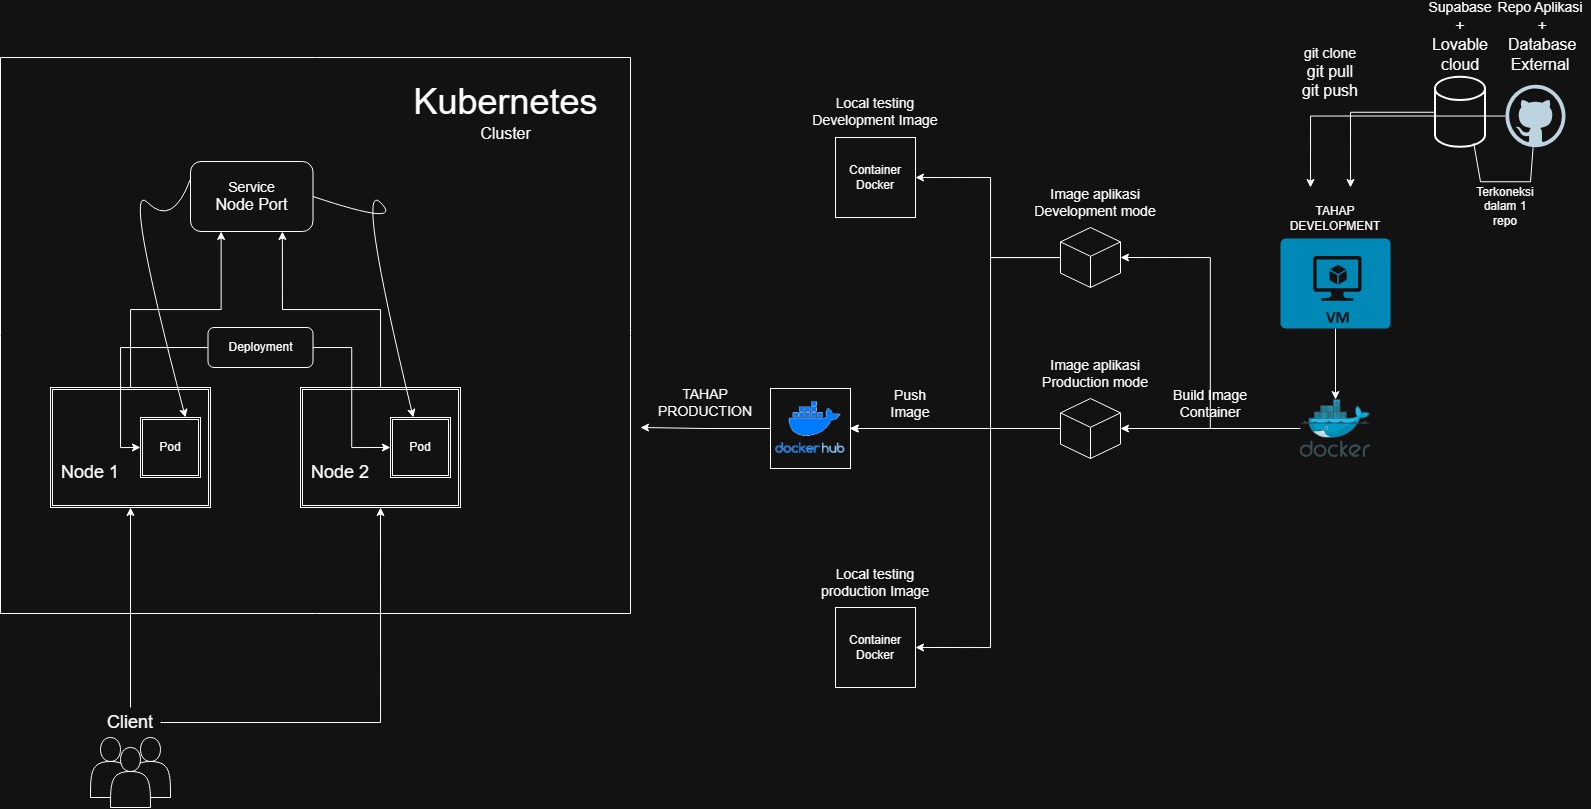 Supabase
+
Lovable
cloud
Repo Aplikasi
+
Database
External
git clone
git pull
git push
Terkoneksi
dalam 1
repo
TAHAP
DEVELOPMENT
VM
docker
Build Image
Container
Image aplikasi
Development mode
Image aplikasi
Production mode
Local testing
Development Image
Container
Docker
Push
Image
dockerhub
Local testing
production Image
Container
Docker
TAHAP
PRODUCTION
Kubernetes
Cluster
Service
Node Port
Deployment
Pod
Node 1
Pod
Node 2
Client